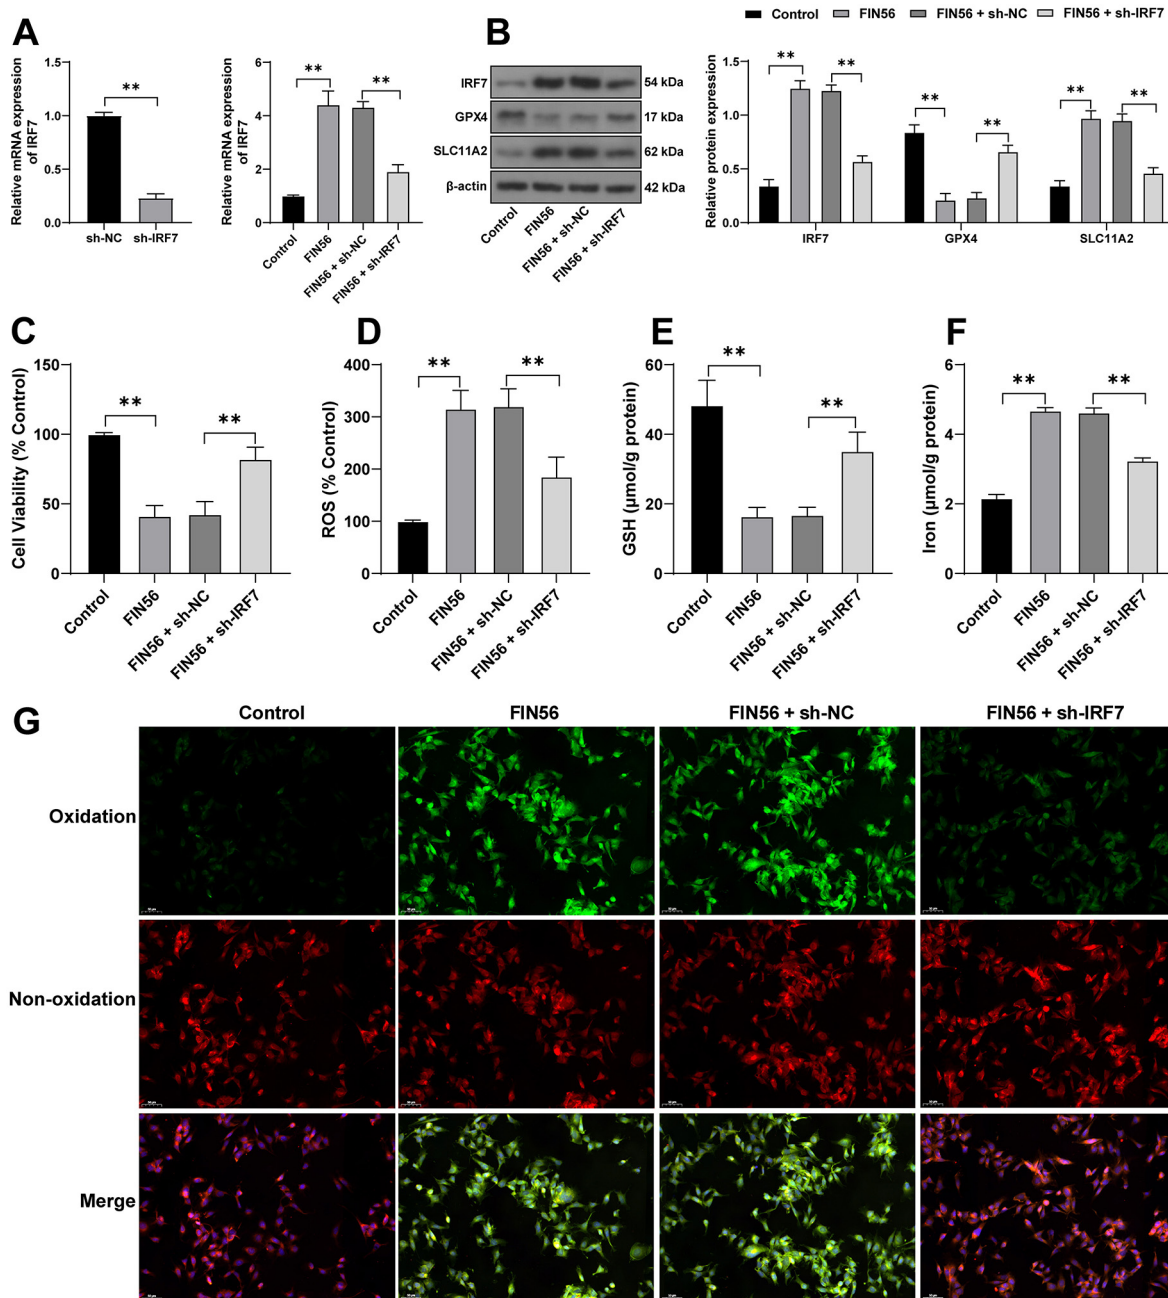 Control FIN56 FIN56 + sh-NC FIN56 + sh-IRF7
A
Relative mRNA expression
of IRF7
1.5
1.0
0.5
0.0
**
sh-NC sh-IRF7
Relative mRNA expression
of IRF7
6
4
2
0
** **
Control
FIN56
FIN56 + sh-NC
FIN56 + sh-IRF7
B
IRF7 54 kDa
GPX4 17 kDa
SLC11A2 62 kDa
β-actin 42 kDa
Control
FIN56
FIN56 + sh-NC
FIN56 + sh-IRF7
Relative protein expression
1.5
1.0
0.5
0.0
** ** ** ** ** **
IRF7 GPX4 SLC11A2
C
Cell Viability (% Control)
150
100
50
0
** **
Control
FIN56
FIN56 + sh-NC
FIN56 + sh-IRF7
D
ROS (% Control)
400
300
200
100
0
** **
Control
FIN56
FIN56 + sh-NC
FIN56 + sh-IRF7
E
GSH (μmol/g protein)
60
40
20
0
** **
Control
FIN56
FIN56 + sh-NC
FIN56 + sh-IRF7
F
Iron (μmol/g protein)
6
4
2
0
** **
Control
FIN56
FIN56 + sh-NC
FIN56 + sh-IRF7
G
Control FIN56 FIN56 + sh-NC FIN56 + sh-IRF7
Oxidation
Non-oxidation
Merge